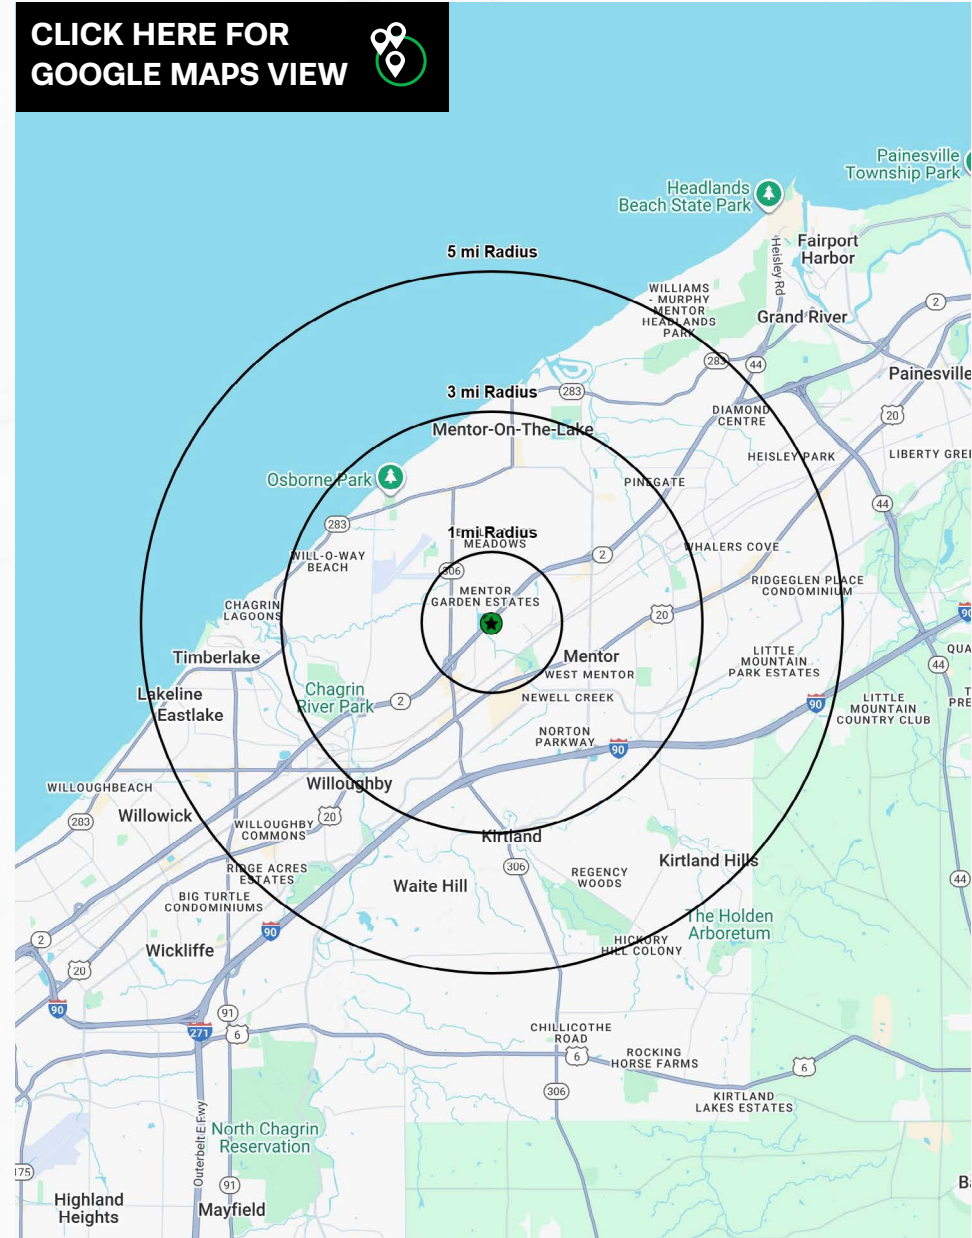 CLICK HERE FOR
GOOGLE MAPS VIEW
Painesville
Township Park
Headlands
Beach State Park
Heisley Rd
Fairport
Harbor
5 mi Radius
WILLIAMS
- MURPHY
MENTOR
HEADLANDS
PARK
2
Grand River
283
44
Painesville
3 mi Radius
283
20
DIAMOND
CENTRE
Mentor-On-The-Lake
HEISLEY PARK
LIBERTY GREE
Osborne Park
PINEGATE
44
283
1 mi Radius
MEADOWS
WHALERS COVE
WILL-O-WAY
BEACH
2
306
RIDGEGLEN PLACE
CONDOMINIUM
MENTOR
GARDEN ESTATES
CHAGRIN
LAGOONS
20
90
Timberlake
Mentor
WEST MENTOR
LITTLE
MOUNTAIN
PARK ESTATES
QUA
44
Lakeline
Eastlake
Chagrin
River Park
2
NEWELL CREEK
90
LITTLE
MOUNTAIN
COUNTRY CLUB
T
PRE
NORTON
PARKWAY
90
WILLOUGHBEACH
Willoughby
283
Willowick
20
WILLOUGHBY
COMMONS
Kirtland
306
RIDGE ACRES
ESTATES
Waite Hill
REGENCY
WOODS
Kirtland Hills
44
BIG TURTLE
CONDOMINIUMS
The Holden
Arboretum
90
2
Wickliffe
HICKORY
HILL COLONY
20
90
91
271
6
CHILLICOTHE
ROAD
6
ROCKING
HORSE FARMS
6
306
KIRTLAND
LAKES ESTATES
Outerbelt E Fwy
North Chagrin
Reservation
175
91
Highland
Heights
Mayfield
Ba